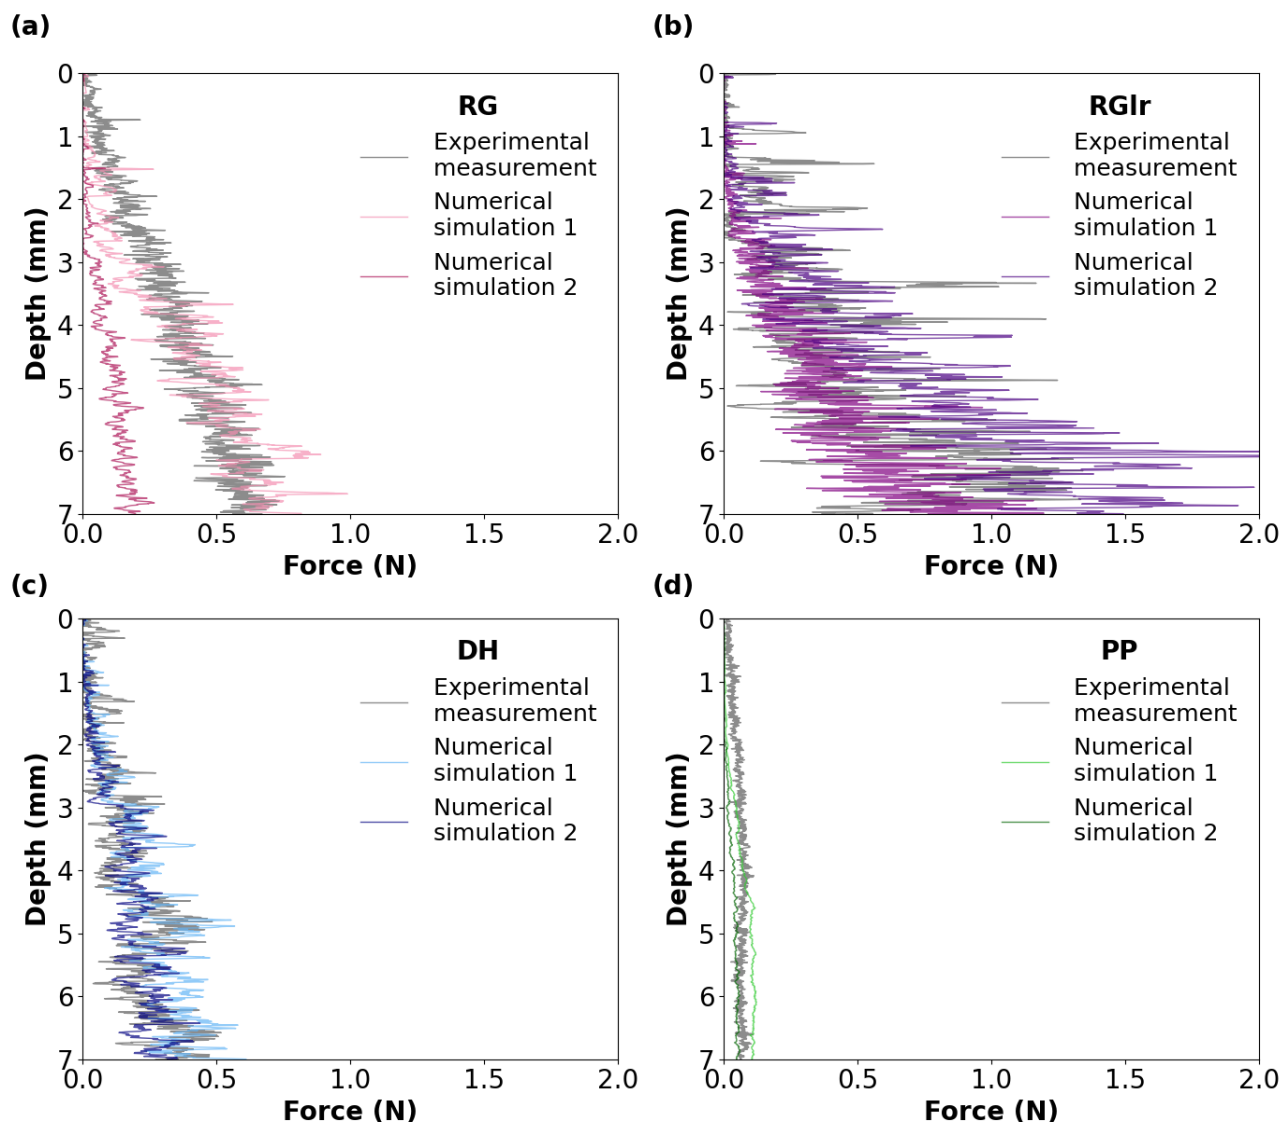 (a)
RG
Experimental
measurement
Numerical
simulation 1
Numerical
simulation 2
0
1
2
3
4
5
6
7
Depth (mm)
0.0 0.5 1.0 1.5 2.0
Force (N)
(b)
RGlr
Experimental
measurement
Numerical
simulation 1
Numerical
simulation 2
0
1
2
3
4
5
6
7
Depth (mm)
0.0 0.5 1.0 1.5 2.0
Force (N)
(c)
DH
Experimental
measurement
Numerical
simulation 1
Numerical
simulation 2
0
1
2
3
4
5
6
7
Depth (mm)
0.0 0.5 1.0 1.5 2.0
Force (N)
(d)
PP
Experimental
measurement
Numerical
simulation 1
Numerical
simulation 2
0
1
2
3
4
5
6
7
Depth (mm)
0.0 0.5 1.0 1.5 2.0
Force (N)